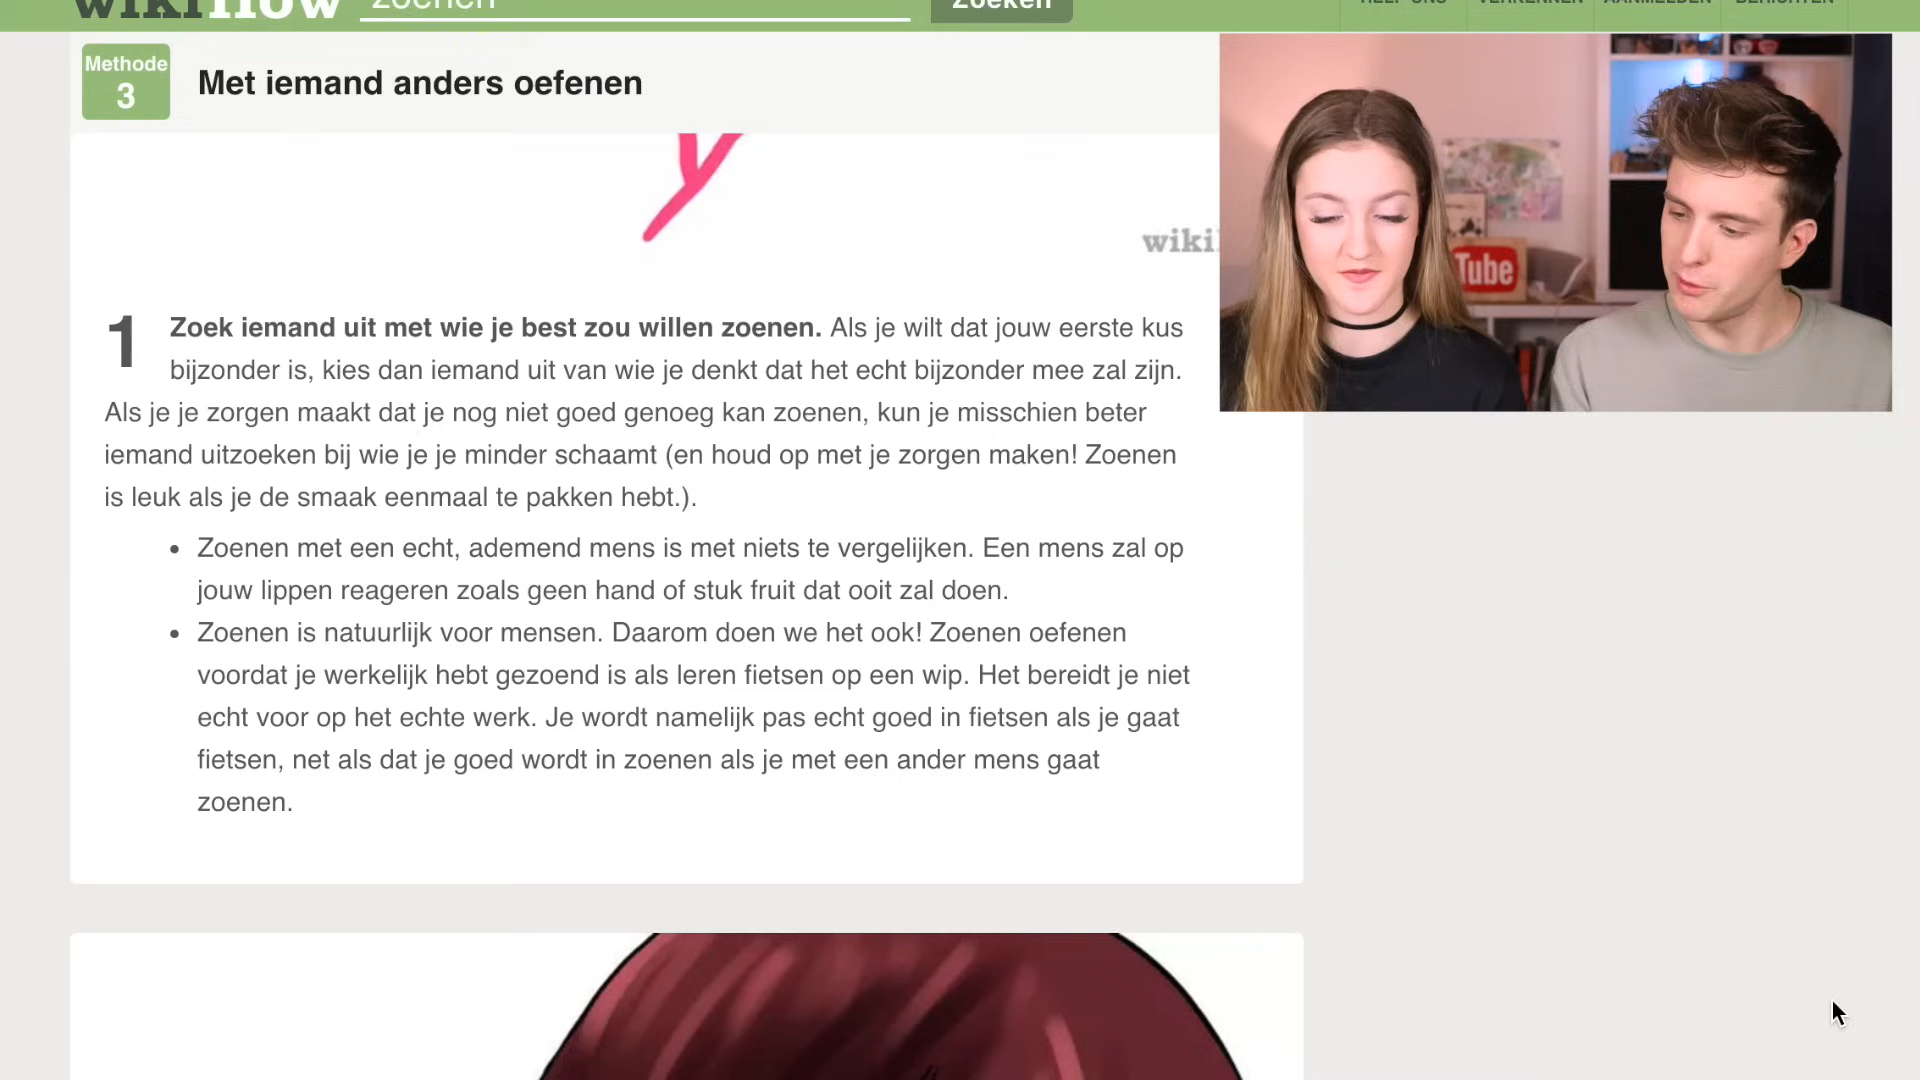 wikiHow zoenen Zoeken HELP ONS VERKENNEN AANMELDEN BERICHTEN
Methode
3
Met iemand anders oefenen
wiki
Tube
1 Zoek iemand uit met wie je best zou willen zoenen. Als je wilt dat jouw eerste kus
bijzonder is, kies dan iemand uit van wie je denkt dat het echt bijzonder mee zal zijn.
Als je je zorgen maakt dat je nog niet goed genoeg kan zoenen, kun je misschien beter
iemand uitzoeken bij wie je je minder schaamt (en houd op met je zorgen maken! Zoenen
is leuk als je de smaak eenmaal te pakken hebt.).
• Zoenen met een echt, ademend mens is met niets te vergelijken. Een mens zal op
jouw lippen reageren zoals geen hand of stuk fruit dat ooit zal doen.
• Zoenen is natuurlijk voor mensen. Daarom doen we het ook! Zoenen oefenen
voordat je werkelijk hebt gezoend is als leren fietsen op een wip. Het bereidt je niet
echt voor op het echte werk. Je wordt namelijk pas echt goed in fietsen als je gaat
fietsen, net als dat je goed wordt in zoenen als je met een ander mens gaat
zoenen.